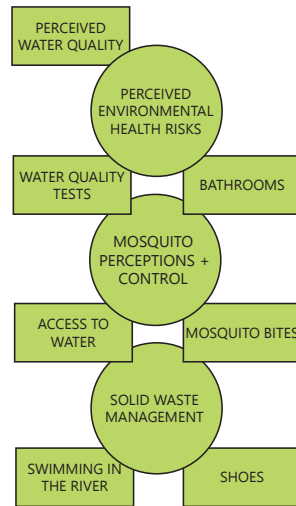 PERCEIVED
WATER QUALITY
PERCEIVED
ENVIRONMENTAL
HEALTH RISKS
WATER QUALITY
TESTS
BATHROOMS
MOSQUITO
PERCEPTIONS +
CONTROL
ACCESS TO
WATER
MOSQUITO BITES
SOLID WASTE
MANAGEMENT
SWIMMING IN
THE RIVER
SHOES